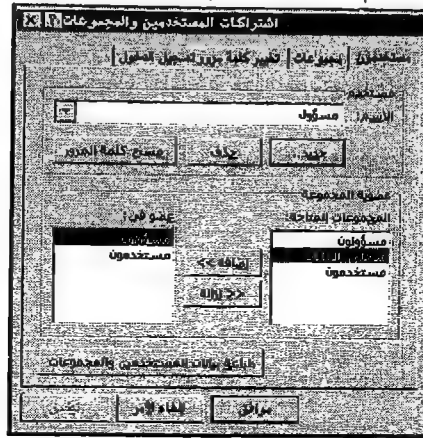 اشتراكات المستخدمين والمجموعات
مستخدمون
مجموعات
تغيير كلمة مرور تسجيل الدخول
مستخدم
الاسم:
مسؤول
جديد
حذف
مسح كلمة المرور
عضوية المجموعة
المجموعات المتاحة:
عضو في:
مسؤولون
مستخدمون
مسؤولون
مستخدمون
إضافة >>
<< إزالة
طباعة بيانات المستخدمين والمجموعات
موافق
إلغاء الأمر